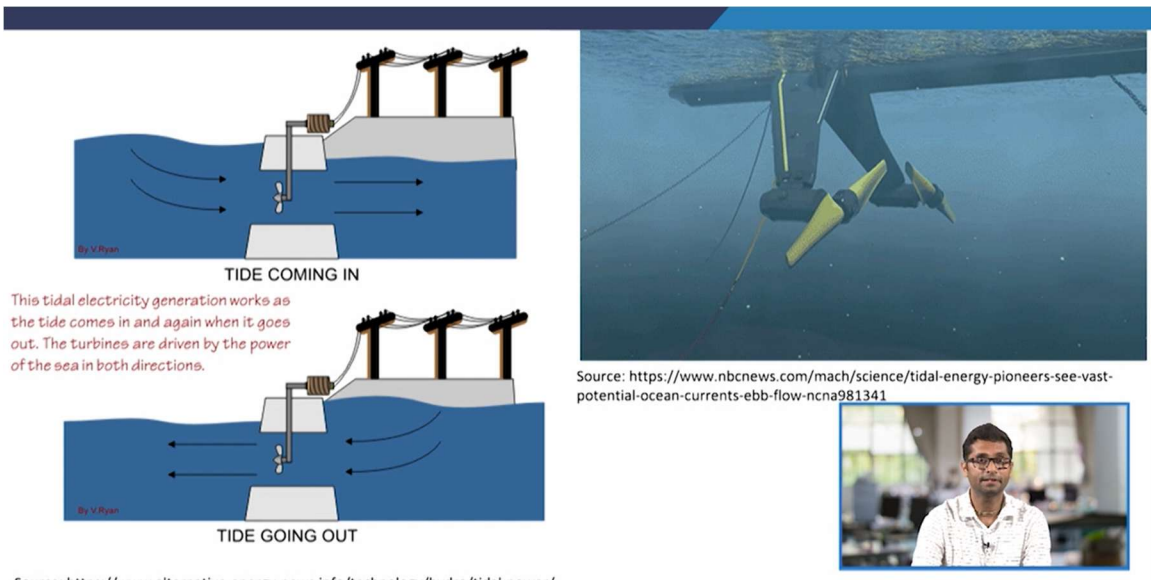 By V.Ryan
TIDE COMING IN
This tidal electricity generation works as
the tide comes in and again when it goes
out. The turbines are driven by the power
of the sea in both directions.
By V.Ryan
TIDE GOING OUT
Source: https://www.nbcnews.com/mach/science/tidal-energy-pioneers-see-vast-
potential-ocean-currents-ebb-flow-ncna981341